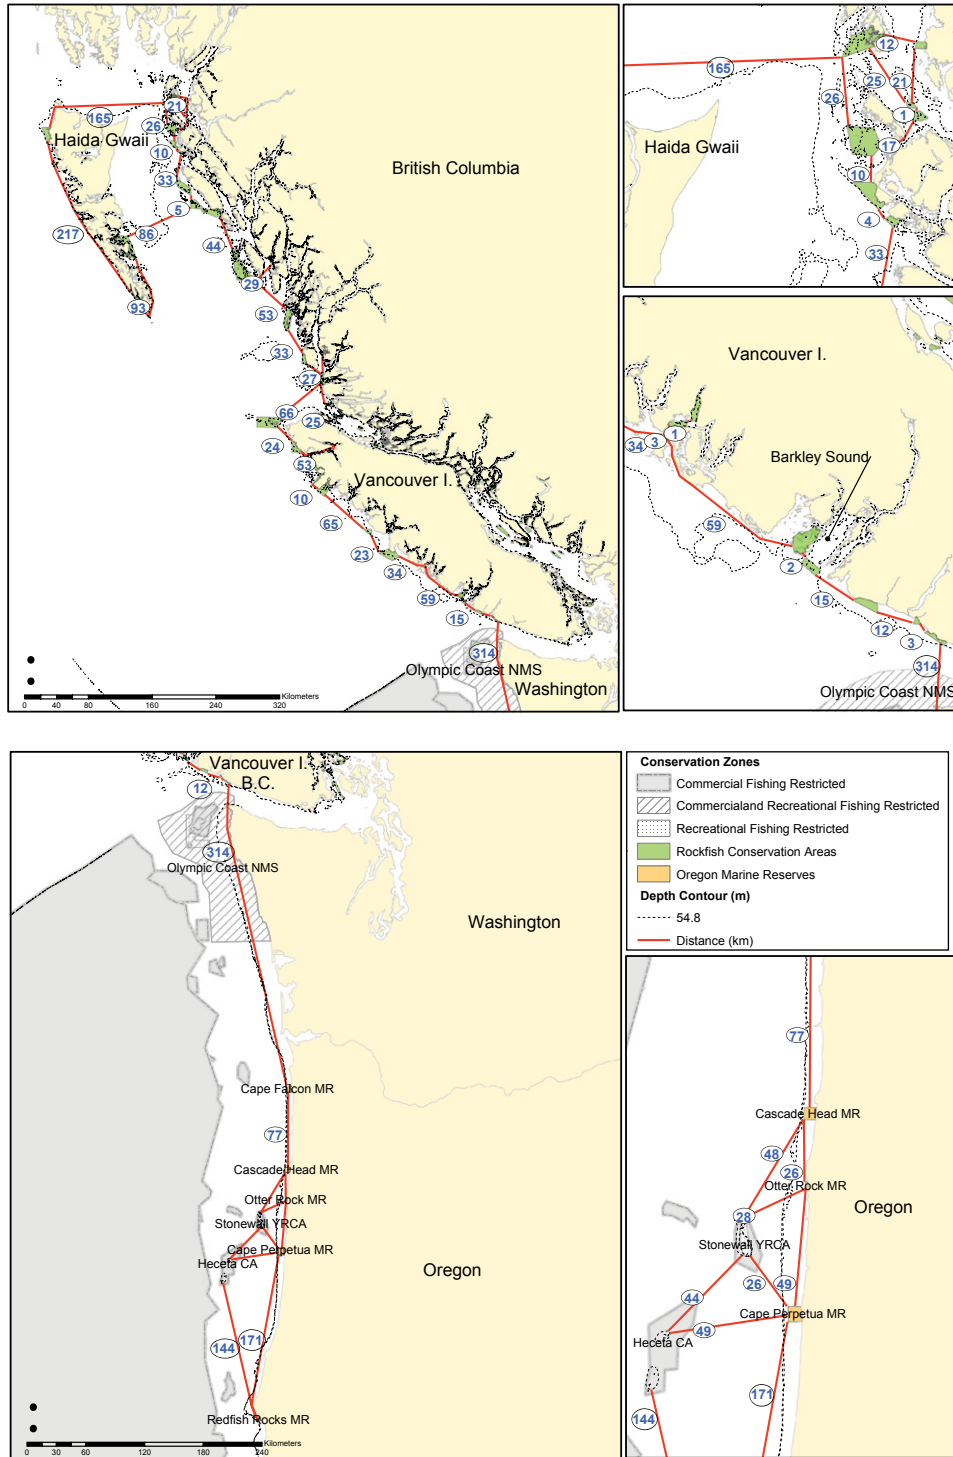 165
21
26
Haida Gwaii
10
33
British Columbia
5
217
86
44
93
29
53
33
27
66
25
24
53
Vancouver I.
10
65
23
34
59
15
314
Olympic Coast NMS
Washington
Kilometers
0 40 80 160 240 320
12
165
25 21
26
1
Haida Gwaii
17
10
4
33
Vancouver I.
34 3 1
Barkley Sound
59
2
15
12
3
314
Olympic Coast NMS
Vancouver I.
B.C.
12
314
Olympic Coast NMS
Washington
Cape Falcon MR
77
Cascade Head MR
Otter Rock MR
Stonewall YRCA
Cape Perpetua MR
Heceta CA
Oregon
144 171
Redfish Rocks MR
Kilometers
0 30 60 120 180 240
Conservation Zones
Commercial Fishing Restricted
Commercialand Recreational Fishing Restricted
Recreational Fishing Restricted
Rockfish Conservation Areas
Oregon Marine Reserves
Depth Contour (m)
54.8
Distance (km)
77
Cascade Head MR
48
26
Otter Rock MR
Oregon
28
Stonewall YRCA
26 49
44
Cape Perpetua MR
49
Heceta CA
171
144